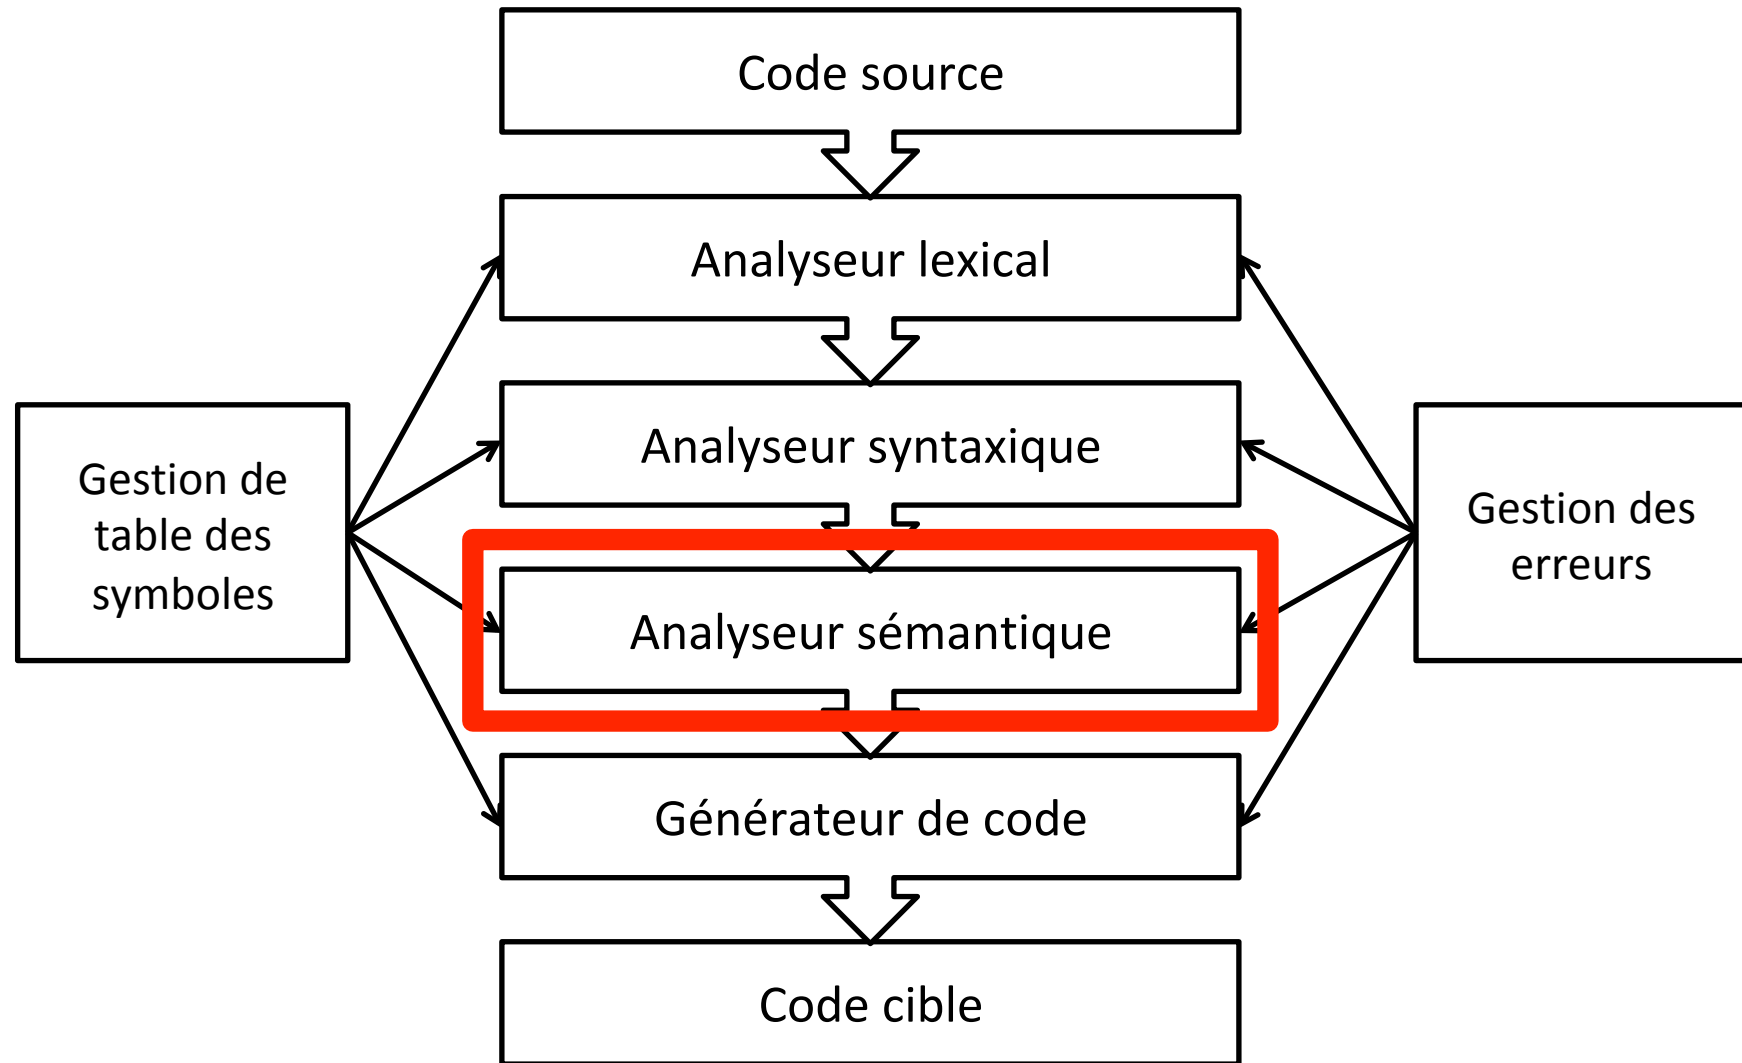 Code source
Analyseur lexical
Analyseur syntaxique
Gestion de
table des
symboles
Gestion des
erreurs
Analyseur sémantique
Générateur de code
Code cible